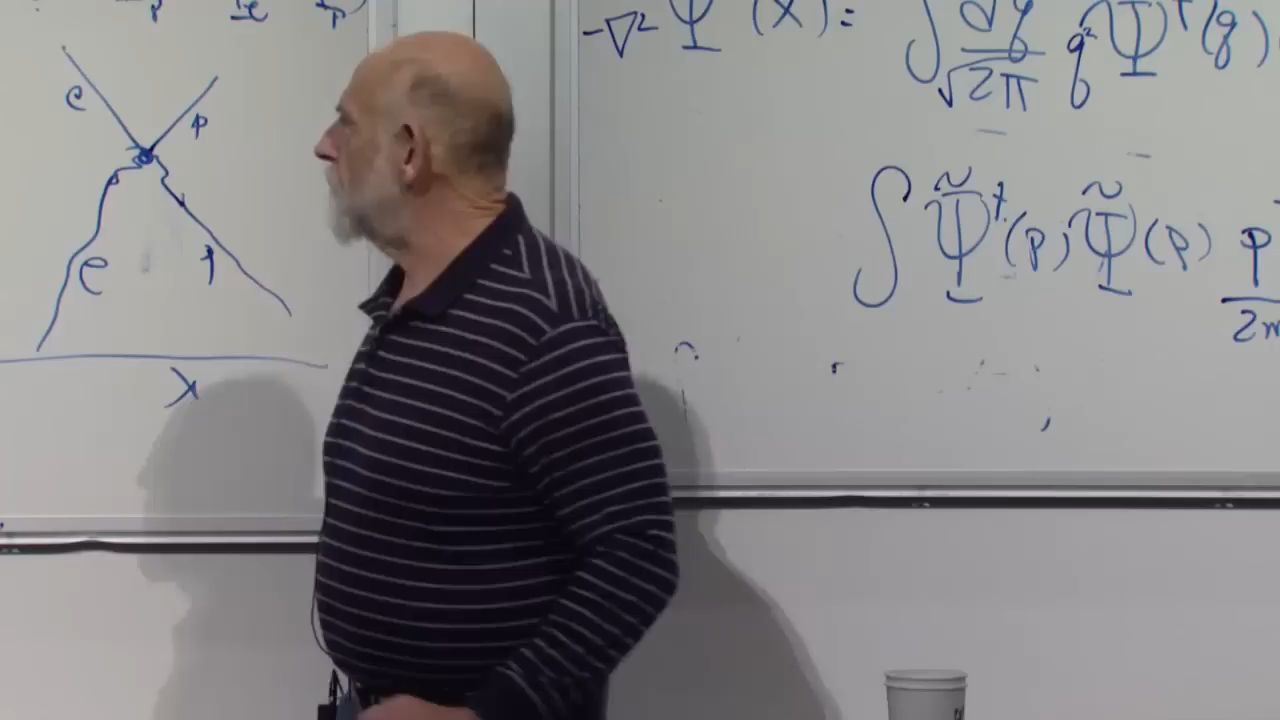 p e p
e p
e p
x
-∇² Ψ (x) = ∫ dq/√2π q² Ψ̃†(q)
∫ Ψ̃†(p) Ψ̃(p) p/2m